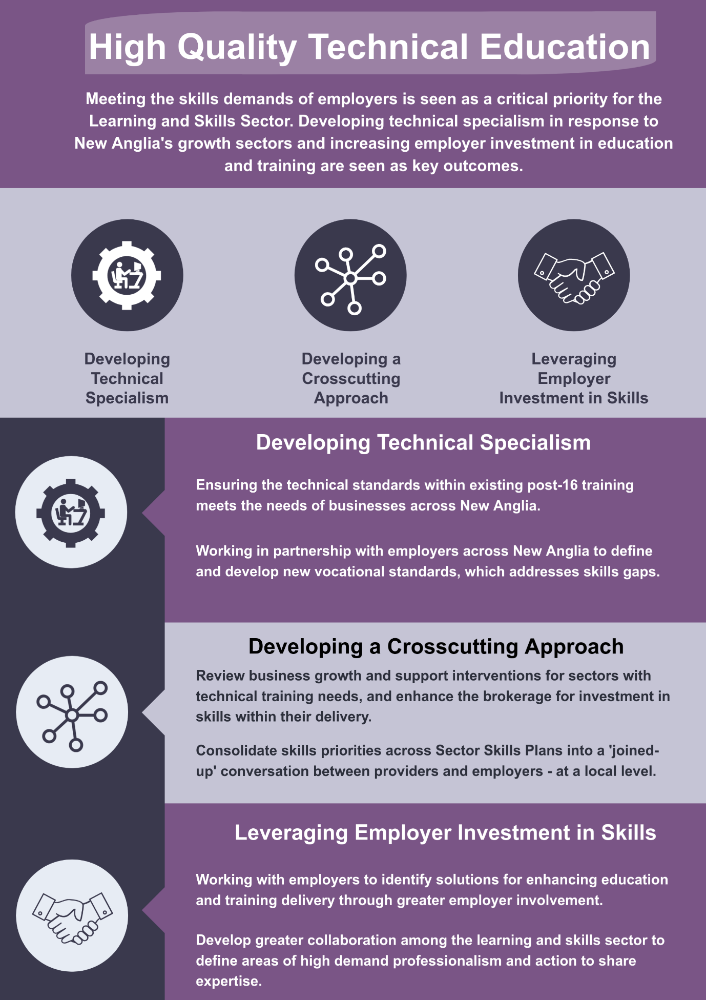 High Quality Technical Education
Meeting the skills demands of employers is seen as a critical priority for the
Learning and Skills Sector. Developing technical specialism in response to
New Anglia's growth sectors and increasing employer investment in education
and training are seen as key outcomes.
Developing
Technical
Specialism
Developing a
Crosscutting
Approach
Leveraging
Employer
Investment in Skills
Developing Technical Specialism
Ensuring the technical standards within existing post-16 training
meets the needs of businesses across New Anglia.
Working in partnership with employers across New Anglia to define
and develop new vocational standards, which addresses skills gaps.
Developing a Crosscutting Approach
Review business growth and support interventions for sectors with
technical training needs, and enhance the brokerage for investment in
skills within their delivery.
Consolidate skills priorities across Sector Skills Plans into a 'joined-
up' conversation between providers and employers - at a local level.
Leveraging Employer Investment in Skills
Working with employers to identify solutions for enhancing education
and training delivery through greater employer involvement.
Develop greater collaboration among the learning and skills sector to
define areas of high demand professionalism and action to share
expertise.